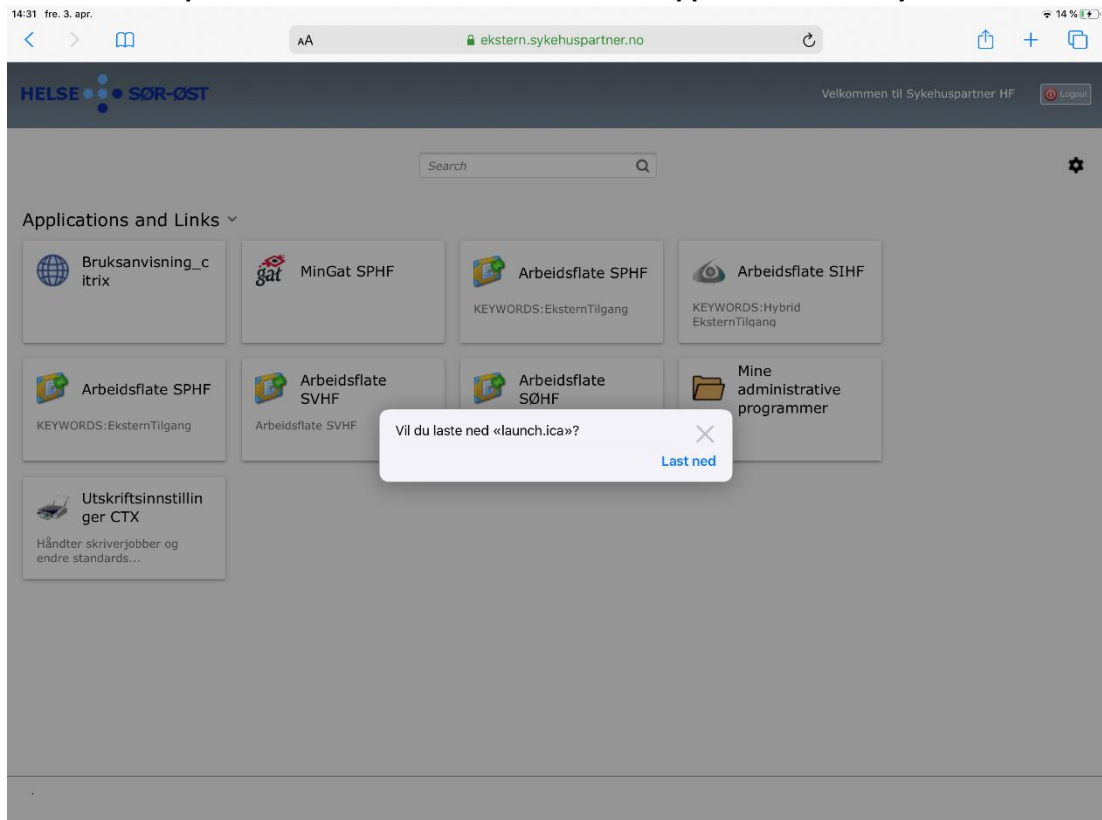 14:31 fre. 3. apr.
14 %
AA
ekstern.sykehuspartner.no
HELSE SØR-ØST
Velkommen til Sykehuspartner HF
Logout
Search
Applications and Links
Bruksanvisning_c
itrix
MinGat SPHF
gat
Arbeidsflate SPHF
KEYWORDS:EksternTilgang
Arbeidsflate SIHF
KEYWORDS:Hybrid
EksternTilgang
Arbeidsflate SPHF
KEYWORDS:EksternTilgang
Arbeidsflate
SVHF
Arbeidsflate SVHF
Arbeidsflate
SØHF
Mine
administrative
programmer
Vil du laste ned «launch.ica»?
Last ned
Utskriftsinnstillin
ger CTX
Håndter skriverjobber og
endre standards...